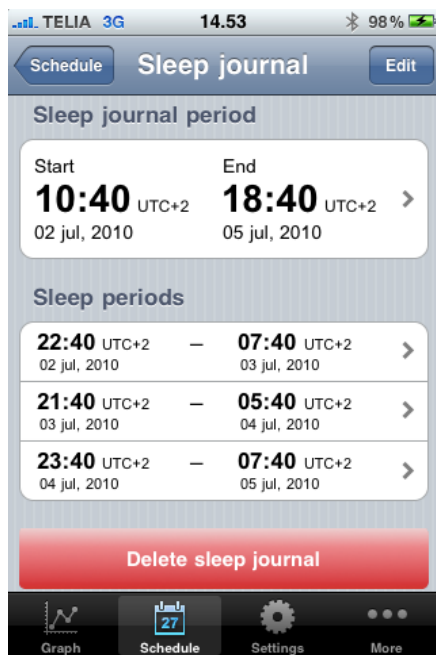 TELIA 3G 14.53 98%
Schedule Sleep journal Edit
Sleep journal period
Start End
10:40 UTC+2 18:40 UTC+2
02 jul, 2010 05 jul, 2010
Sleep periods
22:40 UTC+2 – 07:40 UTC+2
02 jul, 2010 03 jul, 2010
21:40 UTC+2 – 05:40 UTC+2
03 jul, 2010 04 jul, 2010
23:40 UTC+2 – 07:40 UTC+2
04 jul, 2010 05 jul, 2010
Delete sleep journal
27
Graph Schedule Settings More